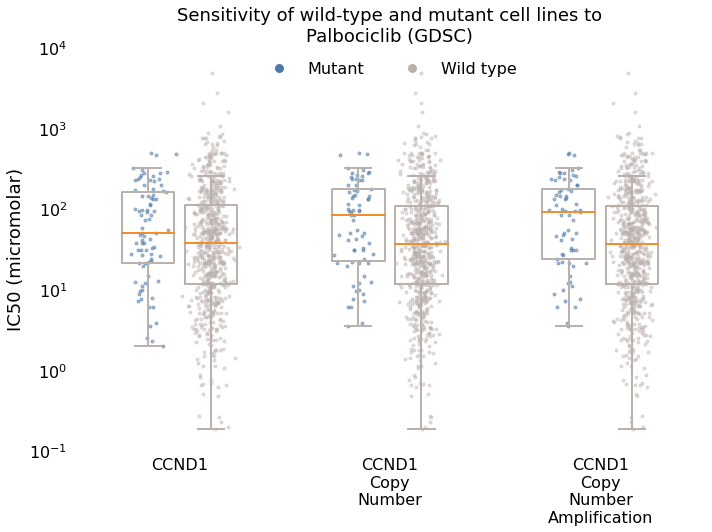 Sensitivity of wild-type and mutant cell lines to
Palbociclib (GDSC)
Mutant
Wild type
IC50 (micromolar)
10⁴
10³
10²
10¹
10⁰
10⁻¹
CCND1
CCND1
Copy
Number
CCND1
Copy
Number
Amplification